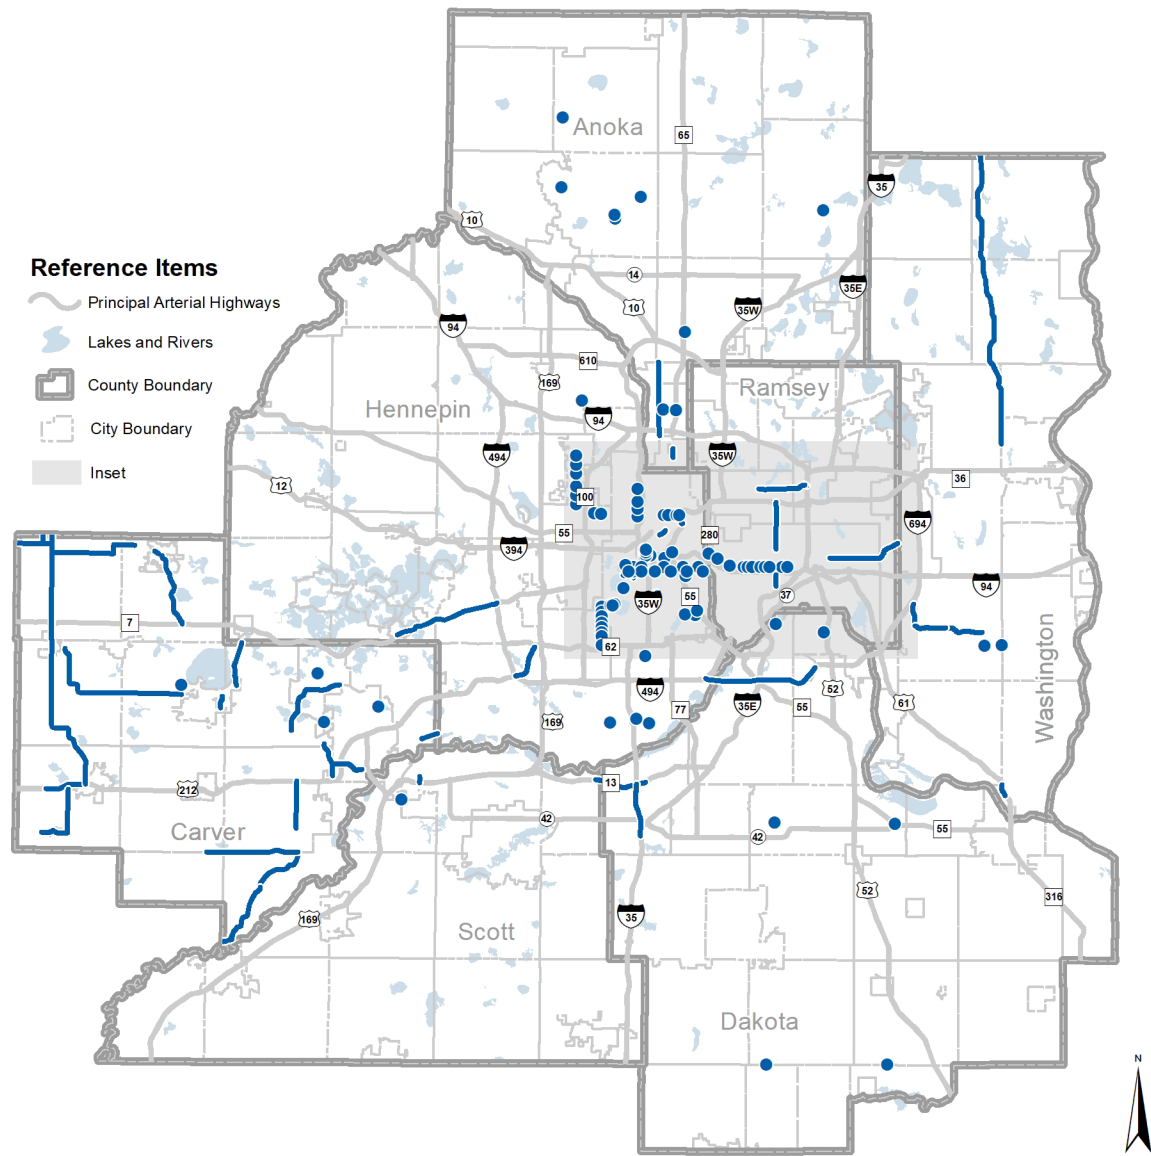 Anoka
65
35
10
14
35E
10
35W
Reference Items
Principal Arterial Highways
94
Lakes and Rivers
610
County Boundary
169
Ramsey
Hennepin
94
City Boundary
494
35W
Inset
36
12
100
694
55
280
394
94
55
37
35W
7
62
Washington
494
52
35E
61
77
55
169
13
212
42
55
Carver
42
52
316
35
169
Scott
Dakota
N